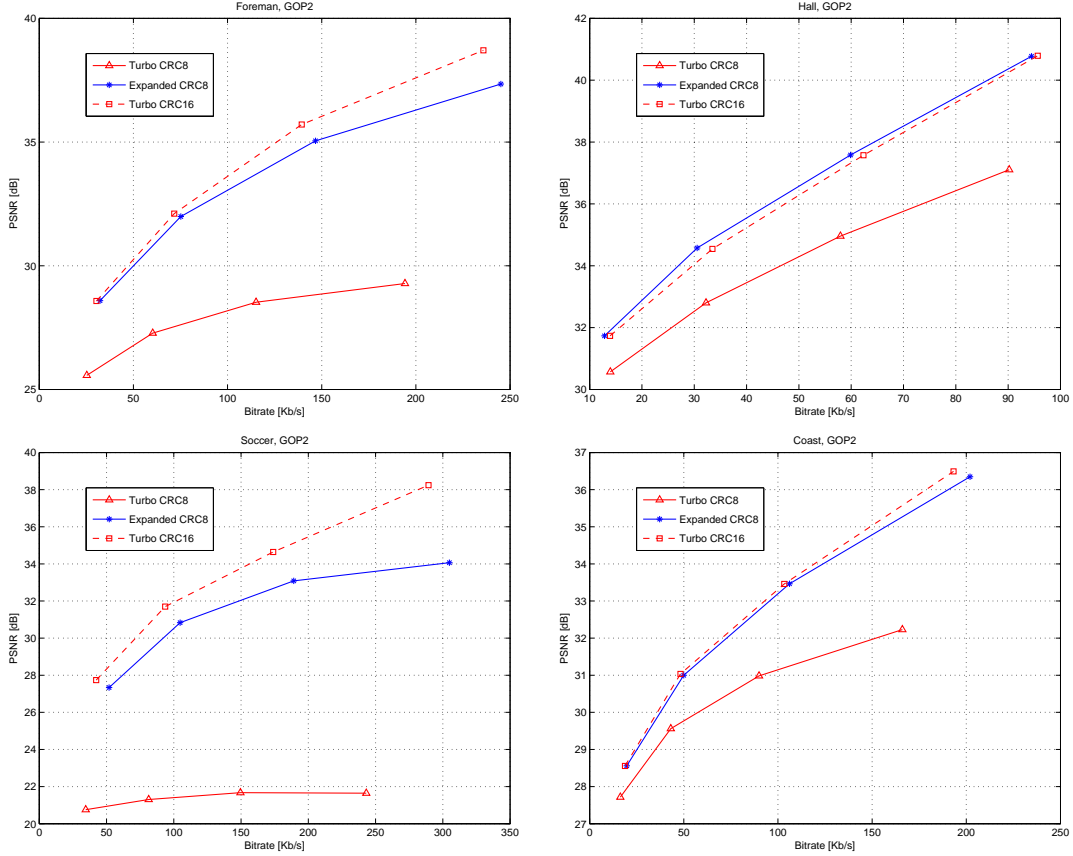 Foreman, GOP2
40
35
30
25
PSNR [dB]
Turbo CRC8
Expanded CRC8
Turbo CRC16
0 50 100 150 200 250
Bitrate [Kb/s]
Hall, GOP2
42
40
38
36
34
32
30
PSNR [dB]
Turbo CRC8
Expanded CRC8
Turbo CRC16
10 20 30 40 50 60 70 80 90 100
Bitrate [Kb/s]
Soccer, GOP2
40
38
36
34
32
30
28
26
24
22
20
PSNR [dB]
Turbo CRC8
Expanded CRC8
Turbo CRC16
0 50 100 150 200 250 300 350
Bitrate [Kb/s]
Coast, GOP2
37
36
35
34
33
32
31
30
29
28
27
PSNR [dB]
Turbo CRC8
Expanded CRC8
Turbo CRC16
0 50 100 150 200 250
Bitrate [Kb/s]